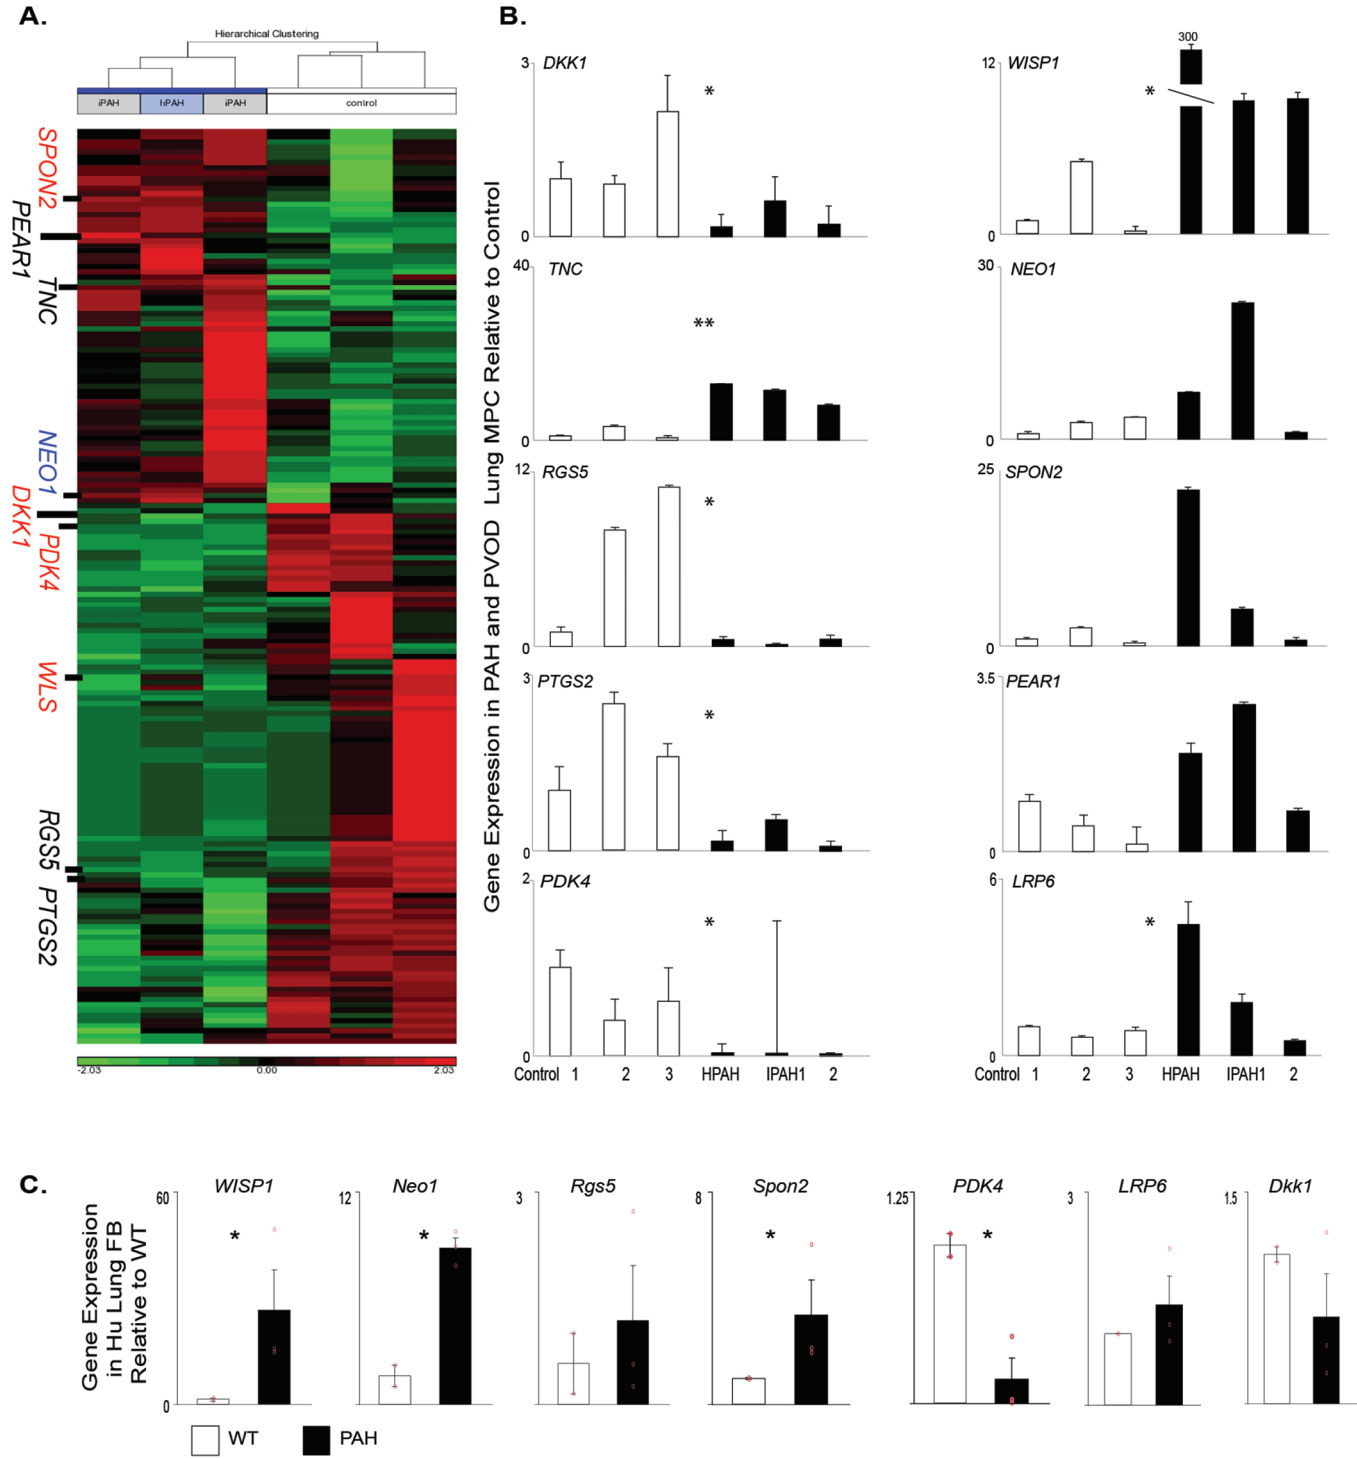 A.
Hierarchical Clustering
iPAH
hiPAH
iPAH
control
SPON2
PEAR1
TNC
NEO1
DKK1
PDK4
WLS
RGS5
PTGS2
-2.03
0.00
2.03
B.
Gene Expression in PAH and PVOD Lung MPC Relative to Control
3
DKK1
*
0
12
WISP1
300
*
0
40
TNC
**
0
30
NEO1
0
12
RGS5
*
0
25
SPON2
0
3
PTGS2
*
0
3.5
PEAR1
0
2
PDK4
*
0
6
LRP6
*
0
Control 1 2 3 HPAH IPAH1 2
Control 1 2 3 HPAH IPAH1 2
C.
Gene Expression
in Hu Lung FB
Relative to WT
60
WISP1
*
0
12
Neo1
*
3
Rgs5
8
Spon2
*
1.25
PDK4
*
3
LRP6
1.5
Dkk1
WT
PAH